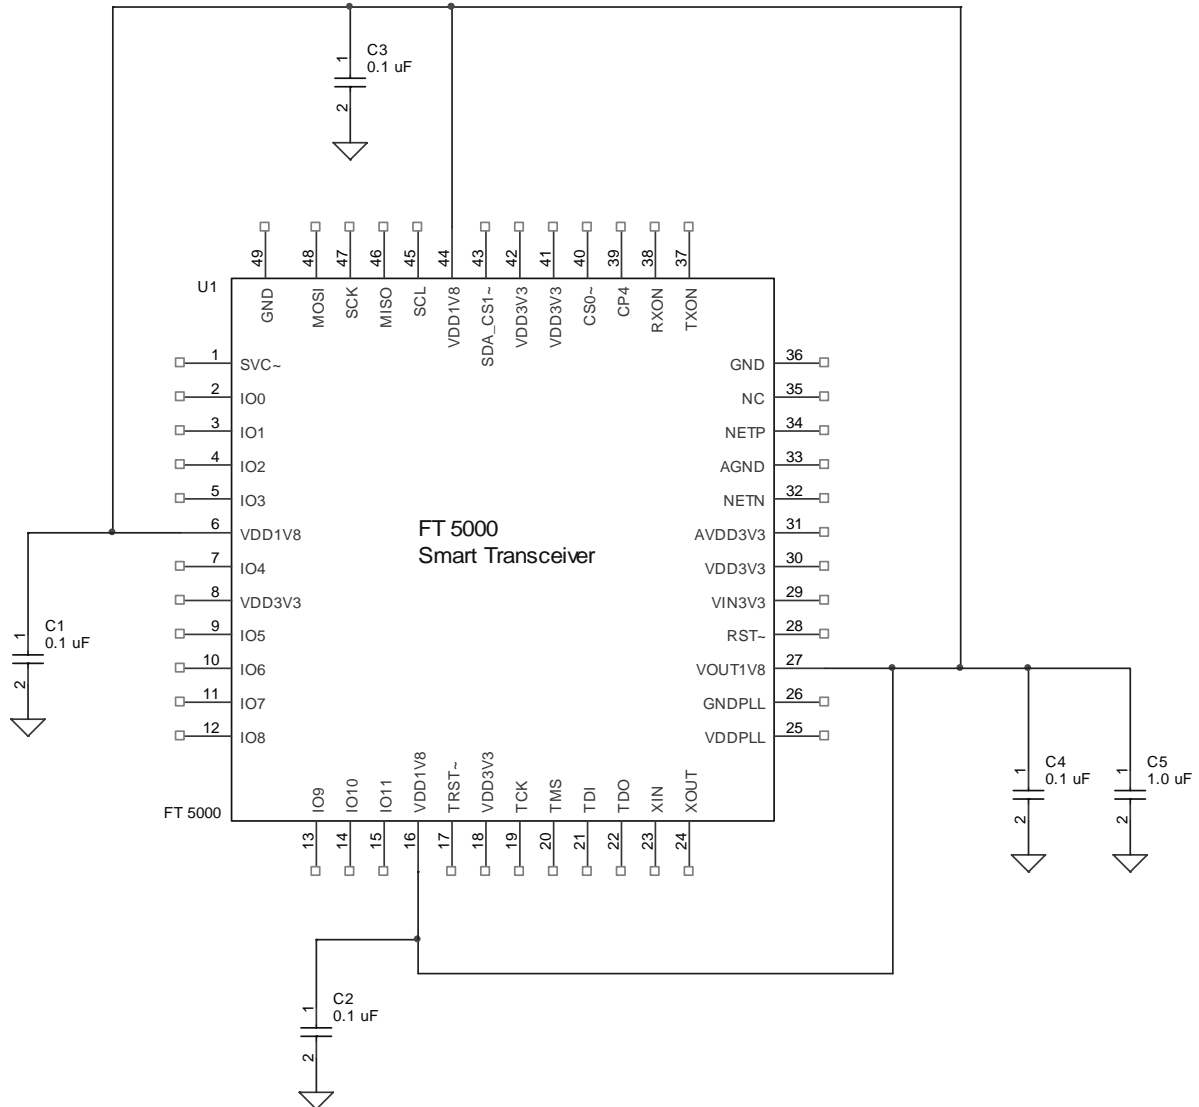 1
C3
0.1 uF
2
49
48
47
46
45
44
43
42
41
40
39
38
37
U1
GND
MOSI
SCK
MISO
SCL
VDD1V8
SDA_CS1~
VDD3V3
VDD3V3
CS0~
CP4
RXON
TXON
1 SVC~
2 IO0
3 IO1
4 IO2
5 IO3
6 VDD1V8
7 IO4
8 VDD3V3
9 IO5
10 IO6
11 IO7
12 IO8
FT 5000
Smart Transceiver
GND 36
NC 35
NETP 34
AGND 33
NETN 32
AVDD3V3 31
VDD3V3 30
VIN3V3 29
RST~ 28
VOUT1V8 27
GNDPLL 26
VDDPLL 25
1
C1
0.1 uF
2
1
C4
0.1 uF
2
1
C5
1.0 uF
2
IO9
IO10
IO11
VDD1V8
TRST~
VDD3V3
TCK
TMS
TDI
TDO
XIN
XOUT
FT 5000
13
14
15
16
17
18
19
20
21
22
23
24
1
C2
0.1 uF
2